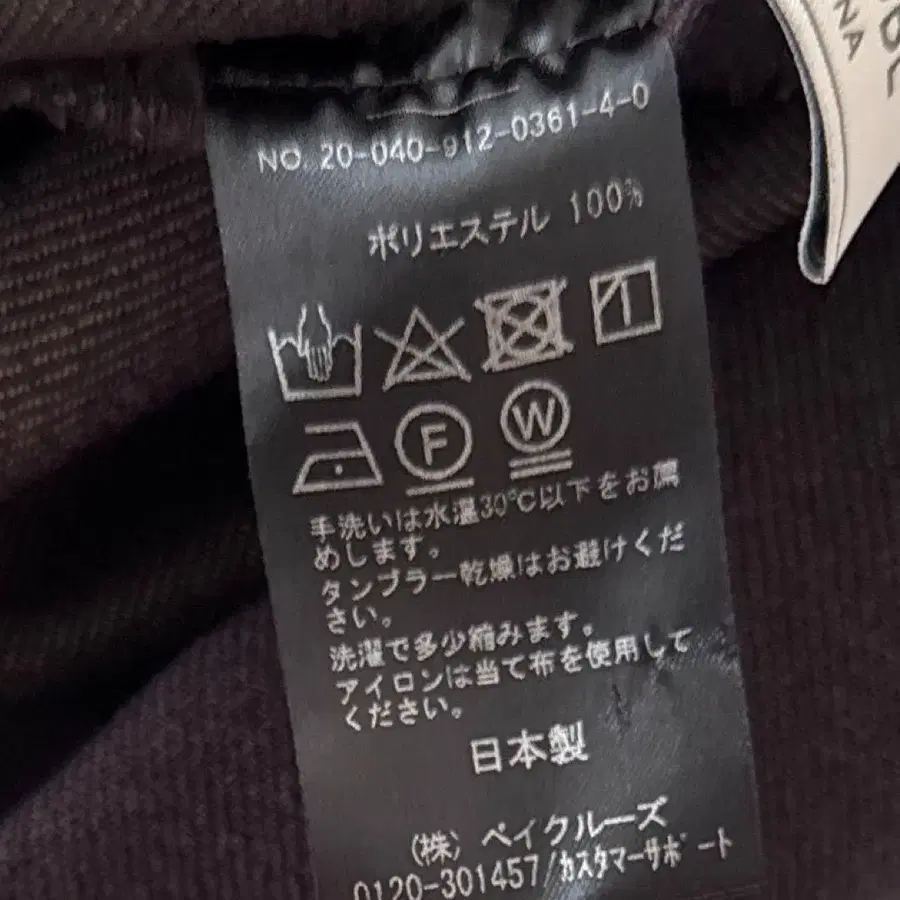 NO. 20-040-912-0361-4-0
ポリエステル 100%
F
W
手洗いは水温30℃以下をお薦
めします。
タンブラー乾燥はお避けくだ
さい。
洗濯で多少縮みます。
アイロンは当て布を使用して
ください。
日本製
(株) ベイクルーズ
0120-301457/カスタマーサポート